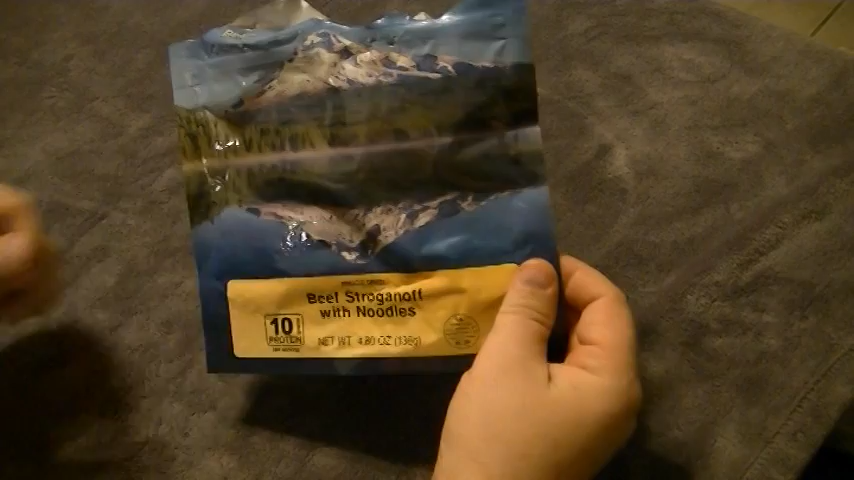 Beef Stroganoff
with Noodles
10
PROTEIN
NET WT 4.80 OZ (136g)